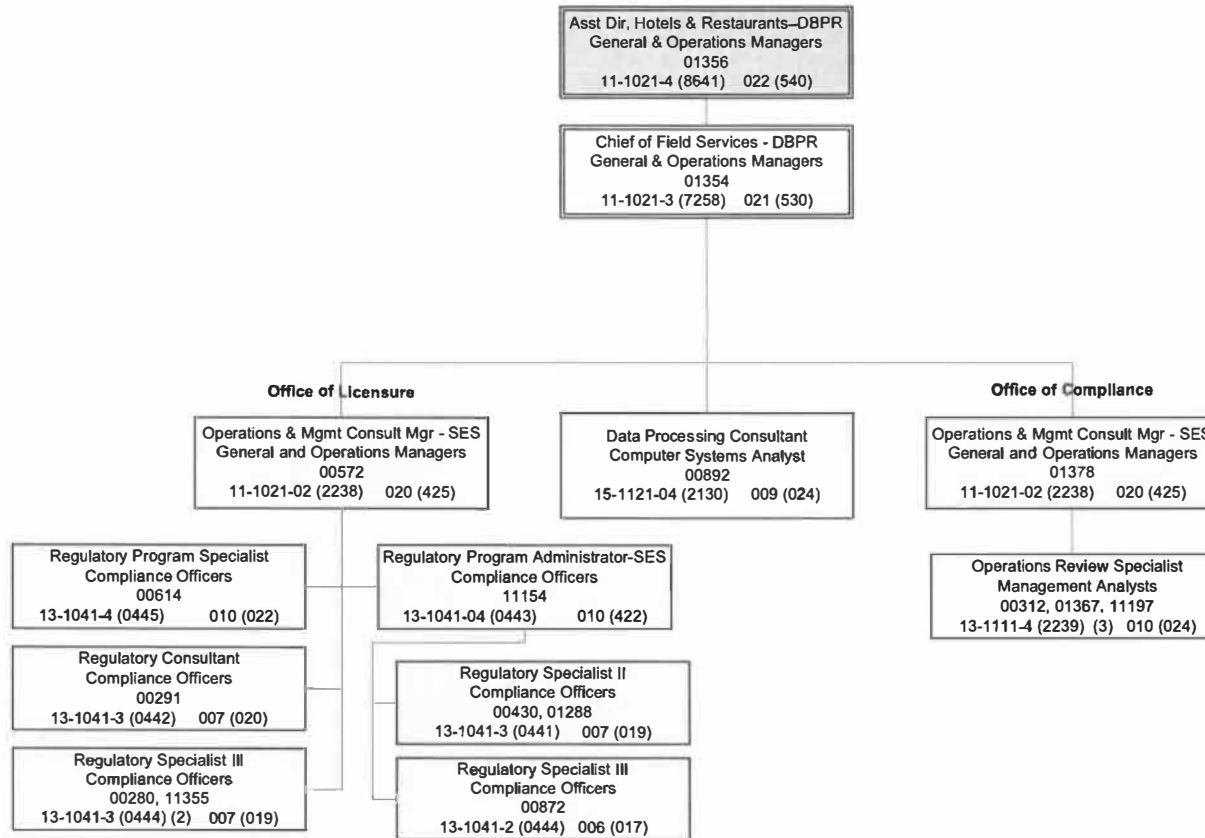 Asst Dir, Hotels & Restaurants--DBPR
General & Operations Managers
01356
11-1021-4 (8641) 022 (540)
Chief of Field Services - DBPR
General & Operations Managers
01354
11-1021-3 (7258) 021 (530)
Office of Licensure
Operations & Mgmt Consult Mgr - SES
General and Operations Managers
00572
11-1021-02 (2238) 020 (425)
Data Processing Consultant
Computer Systems Analyst
00892
15-1121-04 (2130) 009 (024)
Office of Compliance
Operations & Mgmt Consult Mgr - SES
General and Operations Managers
01378
11-1021-02 (2238) 020 (425)
Regulatory Program Specialist
Compliance Officers
00614
13-1041-4 (0445) 010 (022)
Regulatory Program Administrator-SES
Compliance Officers
11154
13-1041-04 (0443) 010 (422)
Operations Review Specialist
Management Analysts
00312, 01367, 11197
13-1111-4 (2239) (3) 010 (024)
Regulatory Consultant
Compliance Officers
00291
13-1041-3 (0442) 007 (020)
Regulatory Specialist II
Compliance Officers
00430, 01288
13-1041-3 (0441) 007 (019)
Regulatory Specialist III
Compliance Officers
00280, 11355
13-1041-3 (0444) (2) 007 (019)
Regulatory Specialist III
Compliance Officers
00872
13-1041-2 (0444) 006 (017)